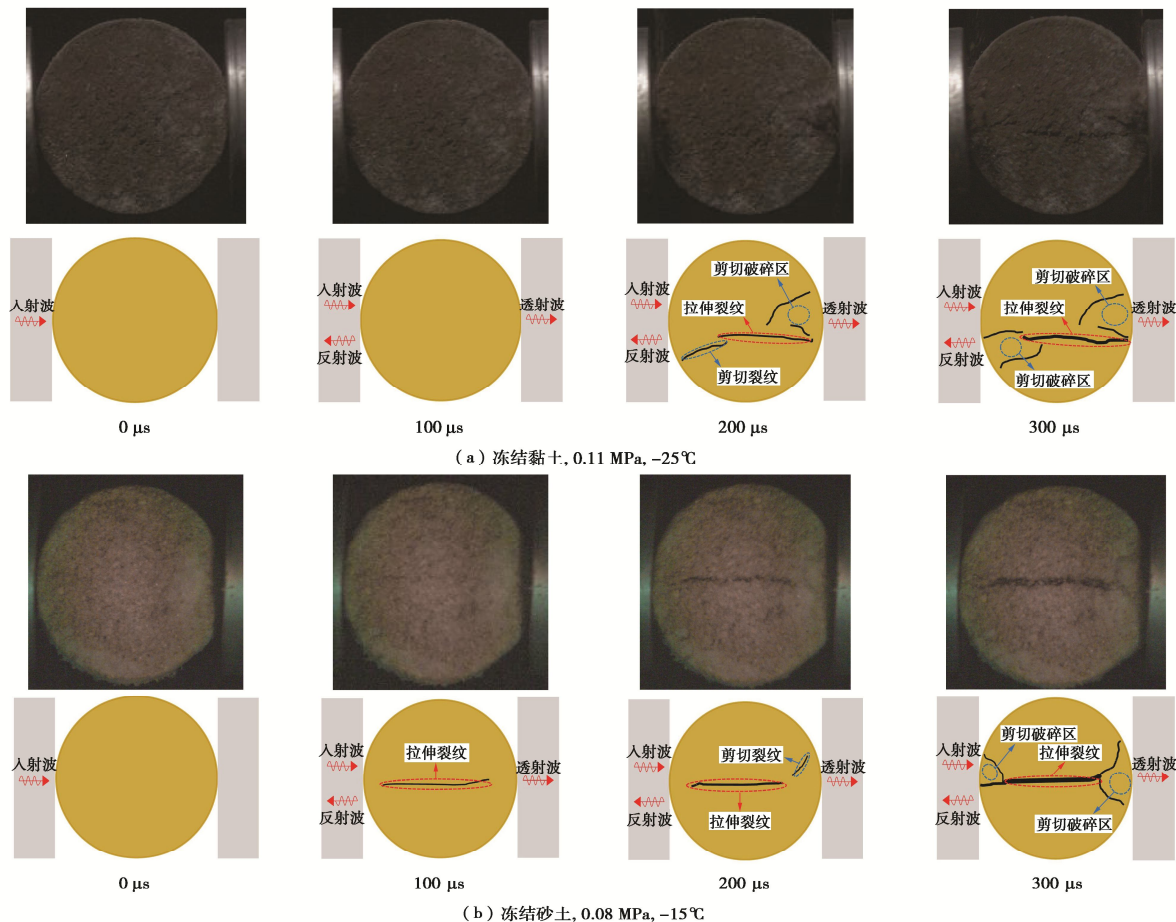 入射波
入射波
反射波
透射波
入射波
反射波
剪切破碎区
拉伸裂纹
剪切裂纹
透射波
入射波
反射波
剪切破碎区
拉伸裂纹
剪切破碎区
透射波
0 μs
100 μs
200 μs
300 μs
(a) 冻结黏土, 0.11 MPa, -25℃
入射波
入射波
反射波
拉伸裂纹
透射波
入射波
反射波
剪切裂纹
拉伸裂纹
透射波
入射波
反射波
剪切破碎区
拉伸裂纹
剪切破碎区
透射波
0 μs
100 μs
200 μs
300 μs
(b) 冻结砂土, 0.08 MPa, -15℃